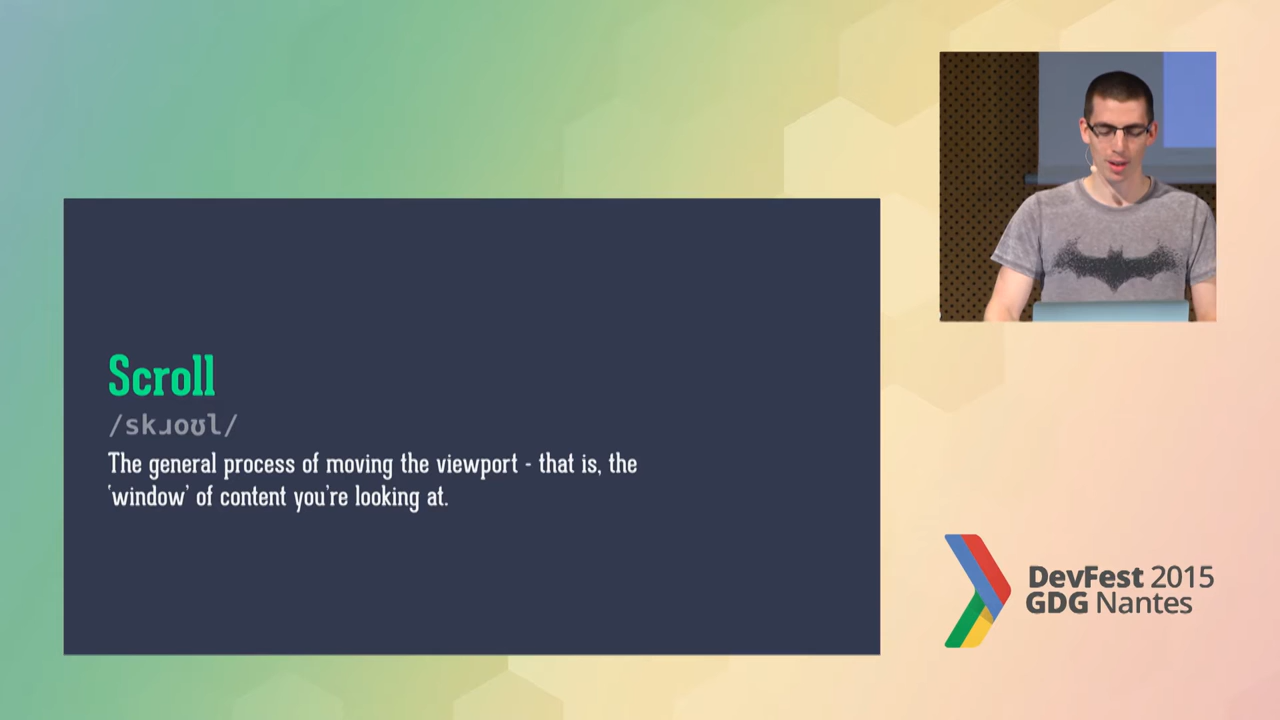 Scroll
/skɹoʊl/
The general process of moving the viewport - that is, the
'window' of content you're looking at.
DevFest 2015
GDG Nantes